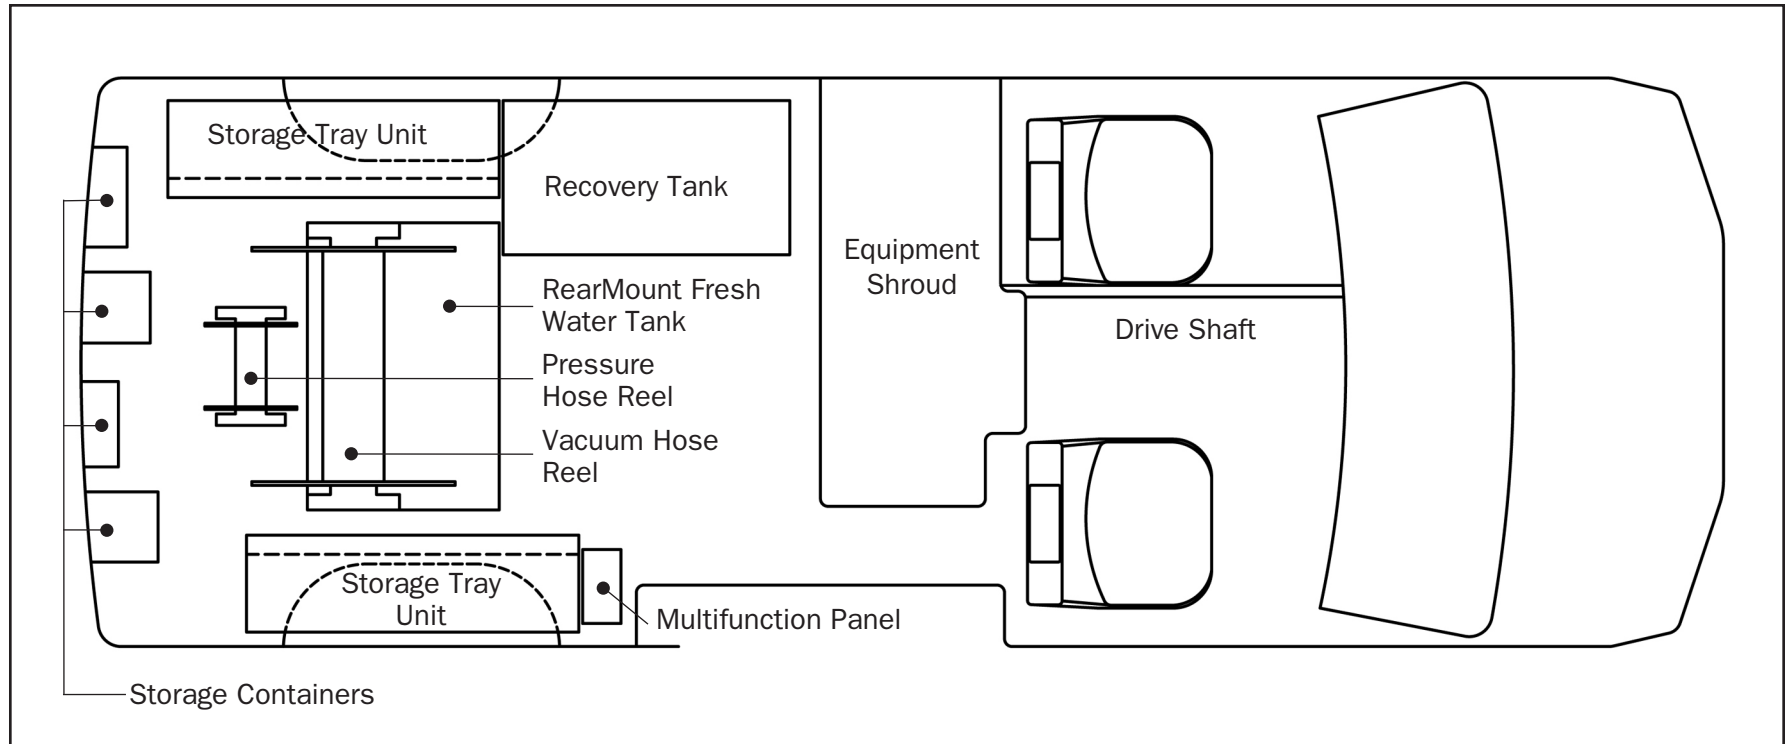 Storage Tray Unit
Recovery Tank
Equipment
Shroud
RearMount Fresh
Water Tank
Drive Shaft
Pressure
Hose Reel
Vacuum Hose
Reel
Storage Tray
Unit
Multifunction Panel
Storage Containers